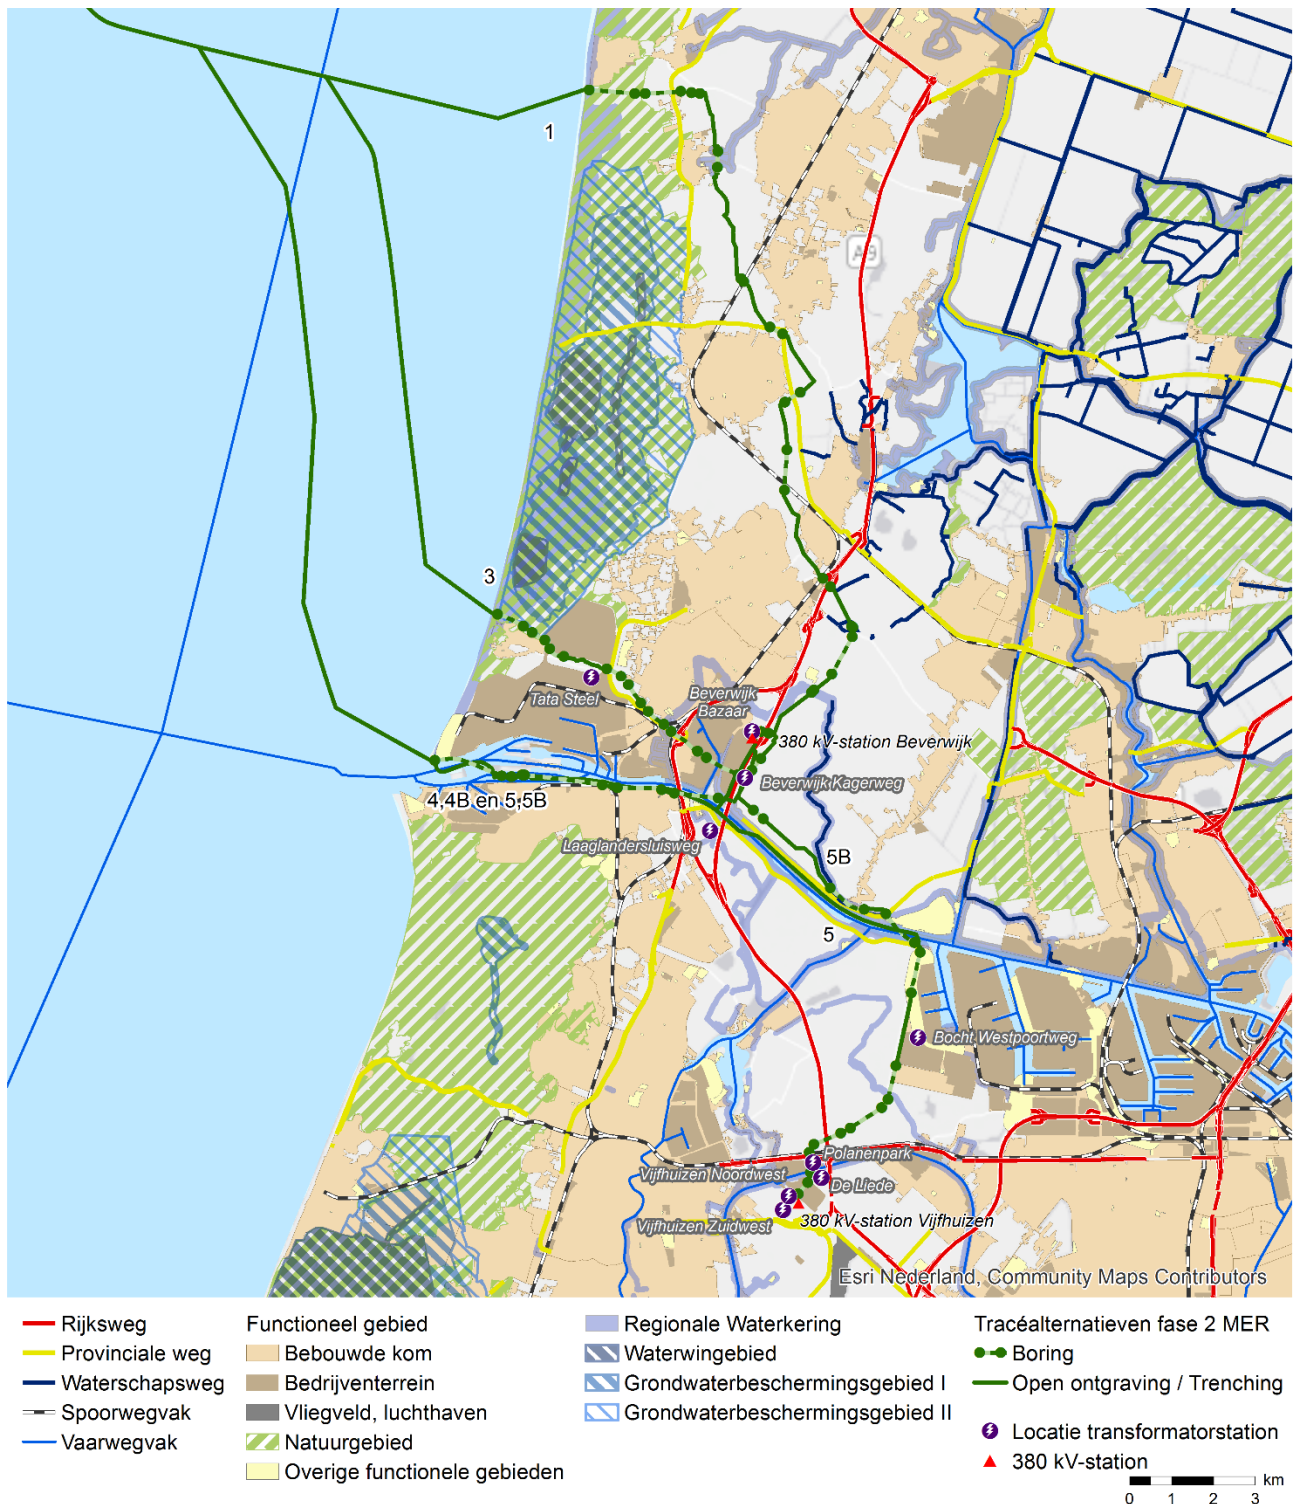 A9
1
3
Tata Steel
Beverwijk
Bazaar
380 kV-station Beverwijk
Beverwijk Kagerweg
4,4B en 5,5B
Laaglandersluisweg
5B
5
Bocht Westpoortweg
Polanenpark
Vijfhuizen Noordwest
De Liede
Vijfhuizen Zuidwest
380 kV-station Vijfhuizen
Esri Nederland, Community Maps Contributors
Rijksweg
Provinciale weg
Waterschapsweg
Spoorwegvak
Vaarwegvak
Functioneel gebied
Bebouwde kom
Bedrijventerrein
Vliegveld, luchthaven
Natuurgebied
Overige functionele gebieden
Regionale Waterkering
Waterwingebied
Grondwaterbeschermingsgebied I
Grondwaterbeschermingsgebied II
Tracéalternatieven fase 2 MER
Boring
Open ontgraving / Trenching
Locatie transformatorstation
380 kV-station
km
0 1 2 3